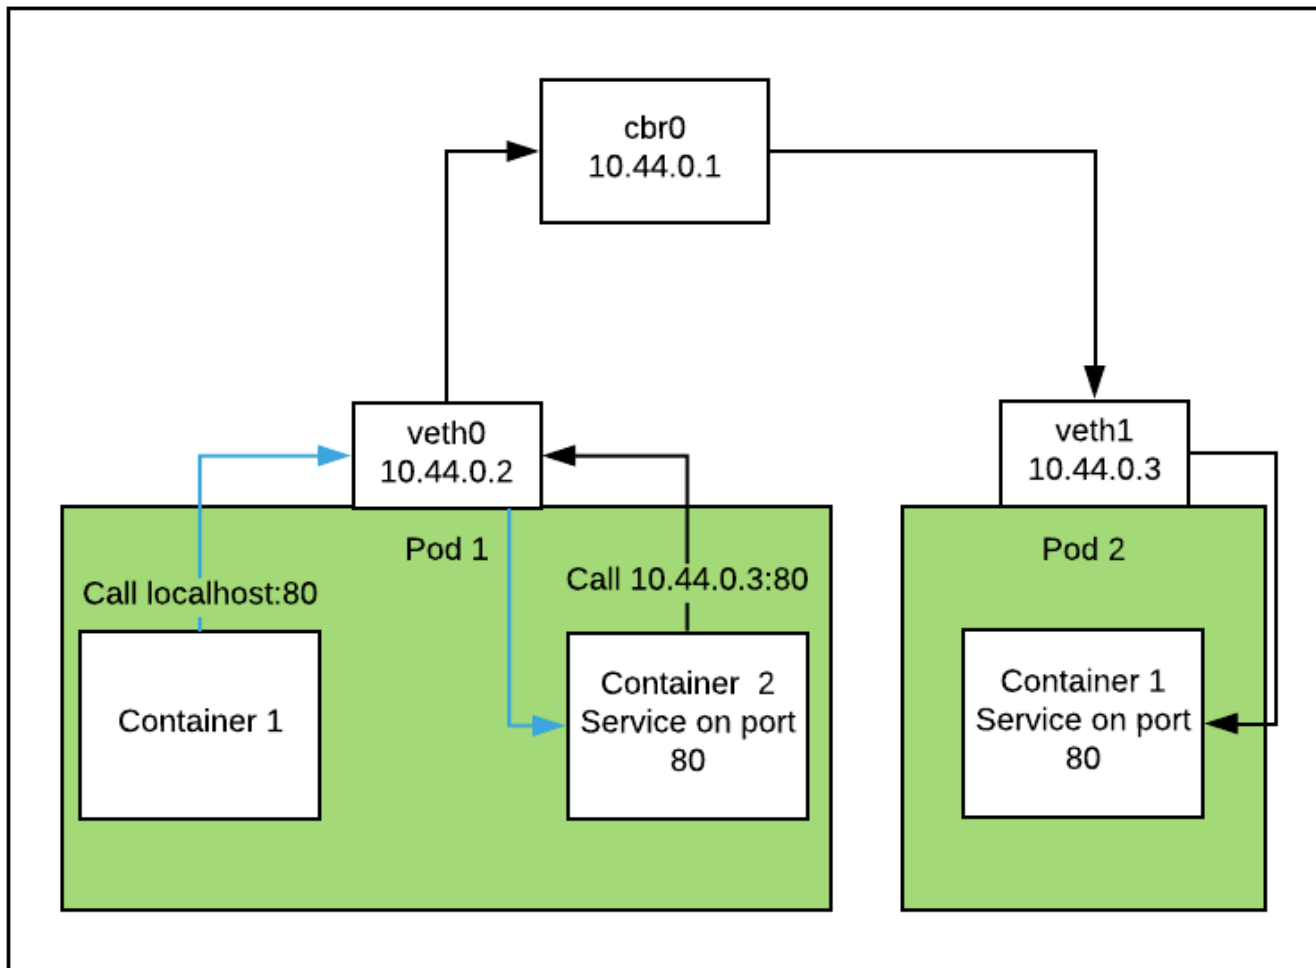 cbr0
10.44.0.1
veth0
10.44.0.2
veth1
10.44.0.3
Pod 1
Pod 2
Call localhost:80
Call 10.44.0.3:80
Container 1
Container 2
Service on port
80
Container 1
Service on port
80